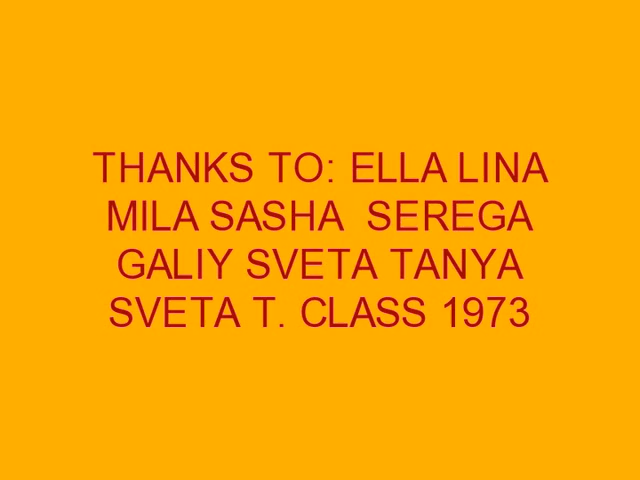 THANKS TO: ELLA LINA
MILA SASHA  SEREGA
GALIY SVETA TANYA
SVETA T. CLASS 1973